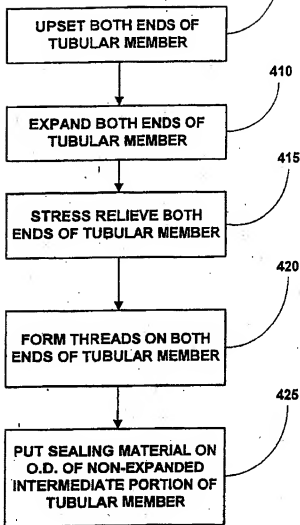 UPSET BOTH ENDS OF
TUBULAR MEMBER
410
EXPAND BOTH ENDS OF
TUBULAR MEMBER
415
STRESS RELIEVE BOTH
ENDS OF TUBULAR MEMBER
420
FORM THREADS ON BOTH
ENDS OF TUBULAR MEMBER
425
PUT SEALING MATERIAL ON
O.D. OF NON-EXPANDED
INTERMEDIATE PORTION OF
TUBULAR MEMBER